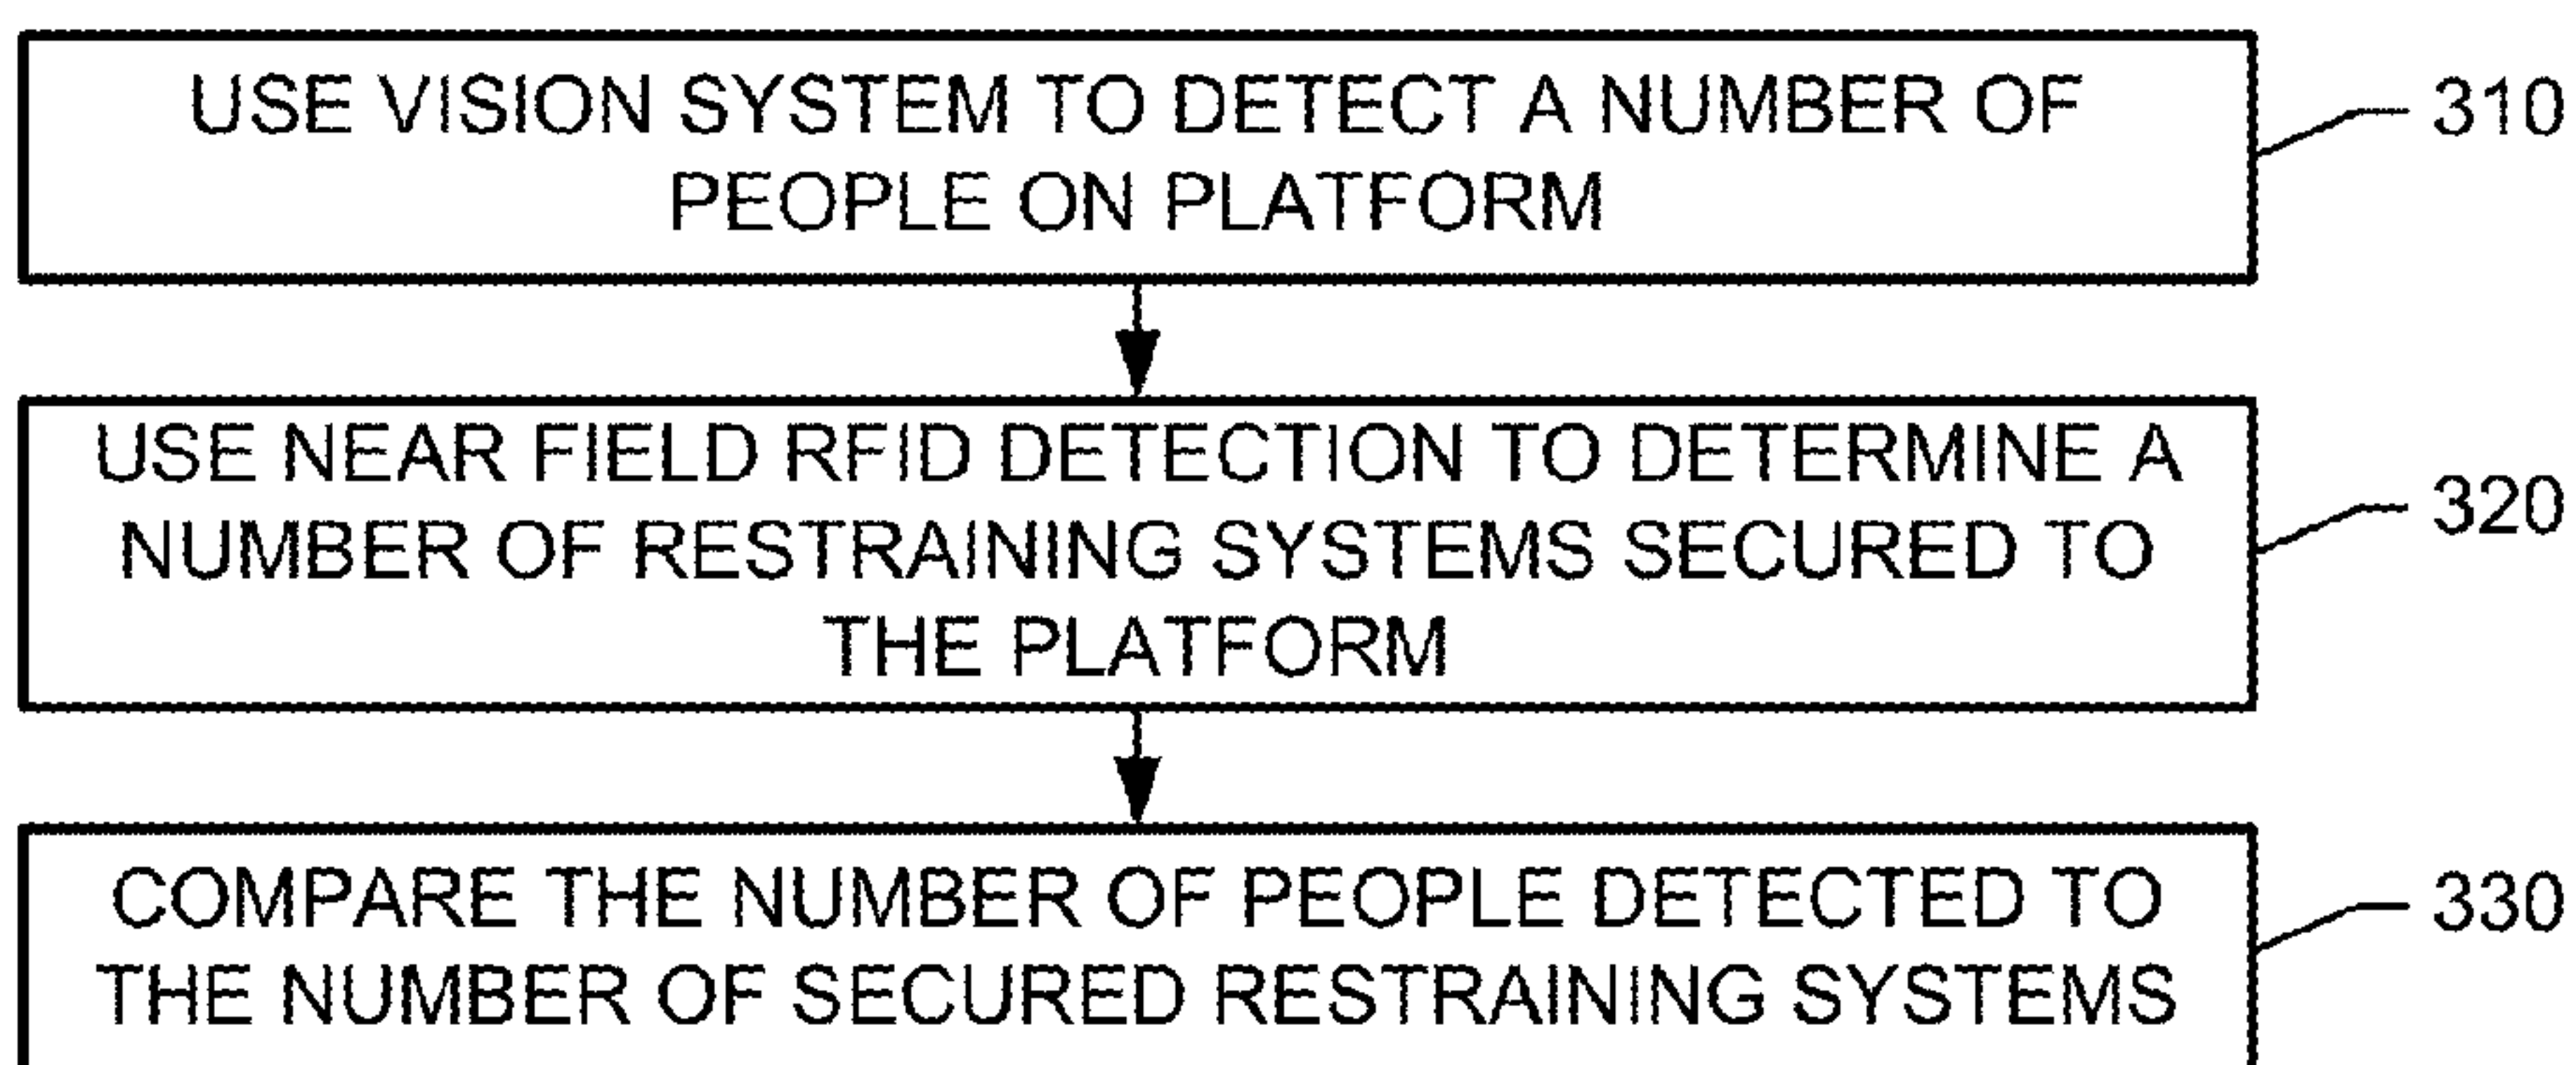 USE VISION SYSTEM TO DETECT A NUMBER OF
PEOPLE ON PLATFORM
310
USE NEAR FIELD RFID DETECTION TO DETERMINE A
NUMBER OF RESTRAINING SYSTEMS SECURED TO
THE PLATFORM
320
COMPARE THE NUMBER OF PEOPLE DETECTED TO
THE NUMBER OF SECURED RESTRAINING SYSTEMS
330